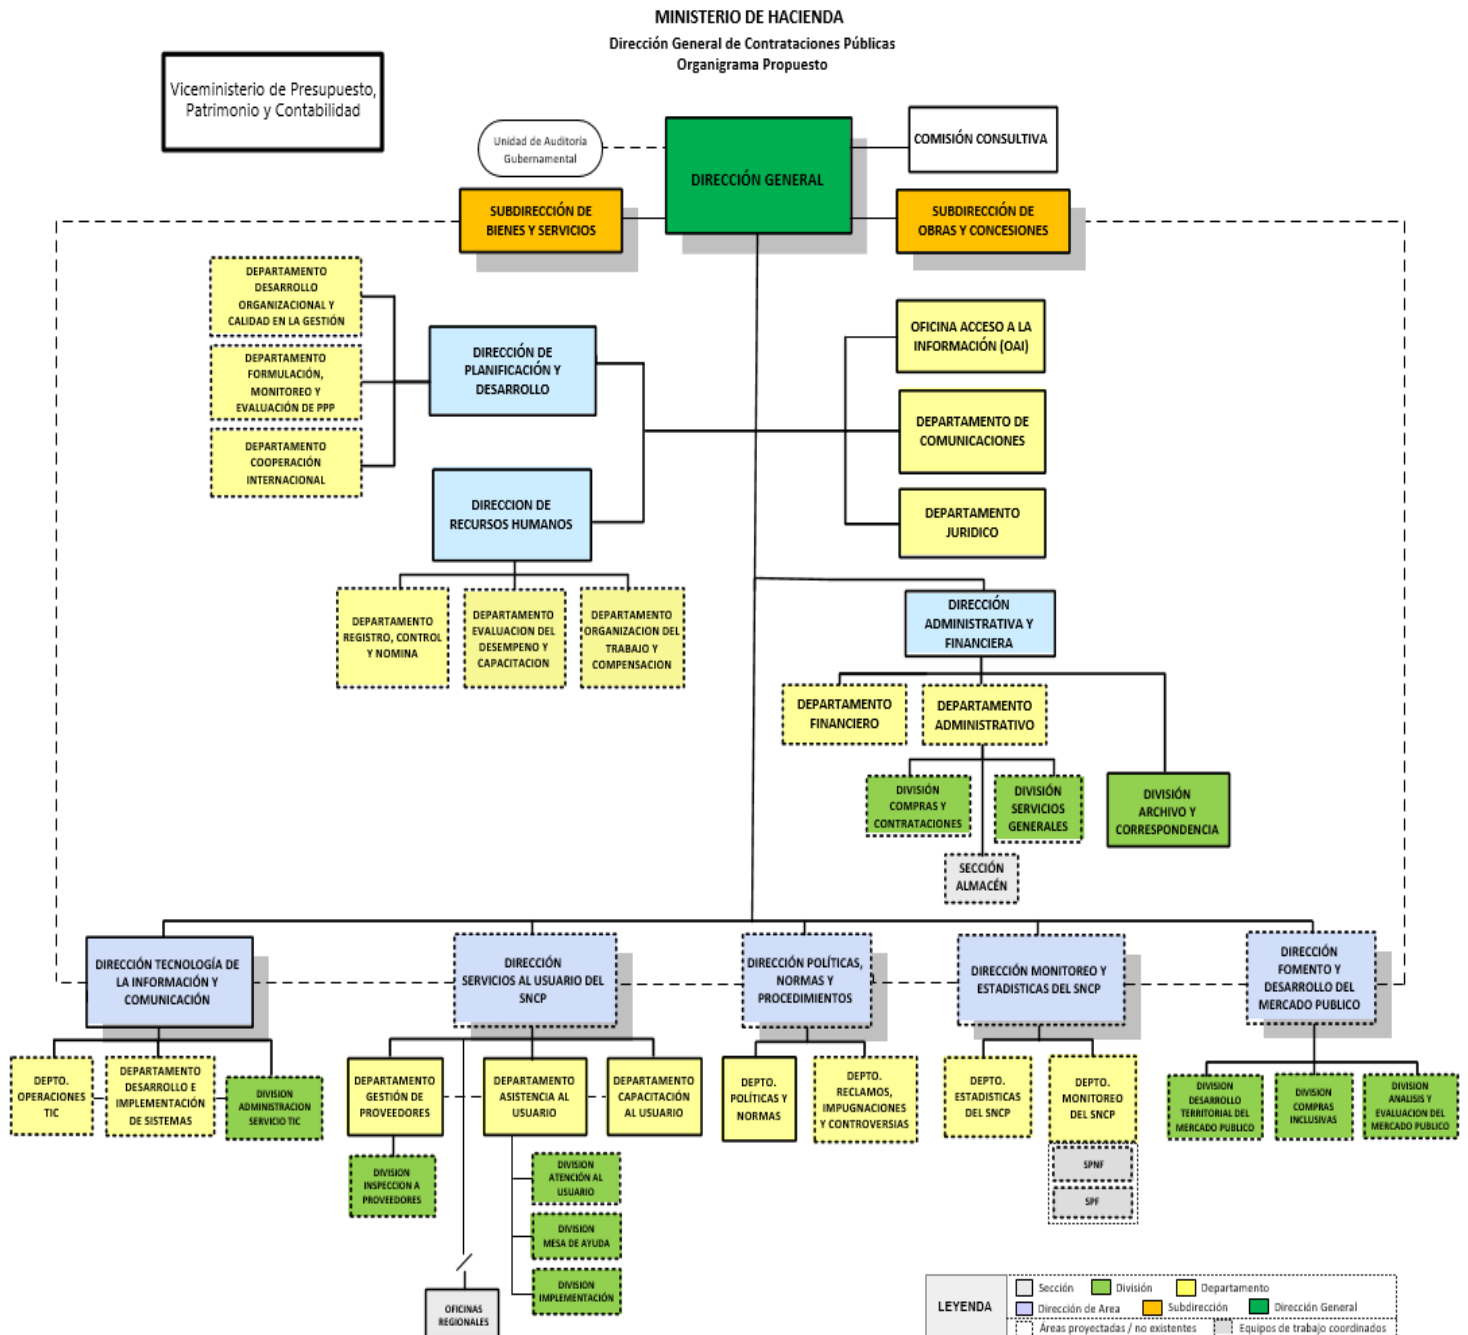 MINISTERIO DE HACIENDA
Dirección General de Contrataciones Públicas
Organigrama Propuesto
Viceministerio de Presupuesto,
Patrimonio y Contabilidad
Unidad de Auditoría
Gubernamental
DIRECCIÓN GENERAL
COMISIÓN CONSULTIVA
SUBDIRECCIÓN DE
BIENES Y SERVICIOS
SUBDIRECCIÓN DE
OBRAS Y CONCESIONES
DEPARTAMENTO
DESARROLLO
ORGANIZACIONAL Y
CALIDAD EN LA GESTIÓN
DEPARTAMENTO
FORMULACIÓN,
MONITOREO Y
EVALUACIÓN DE PPP
DEPARTAMENTO
COOPERACIÓN
INTERNACIONAL
DIRECCIÓN DE
PLANIFICACIÓN Y
DESARROLLO
DIRECCION DE
RECURSOS HUMANOS
OFICINA ACCESO A LA
INFORMACIÓN (OAI)
DEPARTAMENTO DE
COMUNICACIONES
DEPARTAMENTO
JURIDICO
DEPARTAMENTO
REGISTRO, CONTROL
Y NOMINA
DEPARTAMENTO
EVALUACION DEL
DESEMPENO Y
CAPACITACION
DEPARTAMENTO
ORGANIZACION DEL
TRABAJO Y
COMPENSACION
DIRECCIÓN
ADMINISTRATIVA Y
FINANCIERA
DEPARTAMENTO
FINANCIERO
DEPARTAMENTO
ADMINISTRATIVO
DIVISIÓN
COMPRAS Y
CONTRATACIONES
DIVISIÓN
SERVICIOS
GENERALES
DIVISIÓN
ARCHIVO Y
CORRESPONDENCIA
SECCIÓN
ALMACÉN
DIRECCIÓN TECNOLOGÍA DE
LA INFORMACIÓN Y
COMUNICACIÓN
DIRECCIÓN
SERVICIOS AL USUARIO DEL
SNCP
DIRECCIÓN POLÍTICAS,
NORMAS Y
PROCEDIMIENTOS
DIRECCIÓN MONITOREO Y
ESTADISTICAS DEL SNCP
DIRECCIÓN
FOMENTO Y
DESARROLLO DEL
MERCADO PUBLICO
DEPTO.
OPERACIONES
TIC
DEPARTAMENTO
DESARROLLO E
IMPLEMENTACIÓN
DE SISTEMAS
DIVISION
ADMINISTRACION
SERVICIO TIC
DEPARTAMENTO
GESTIÓN DE
PROVEEDORES
DEPARTAMENTO
ASISTENCIA AL
USUARIO
DEPARTAMENTO
CAPACITACIÓN
AL USUARIO
DEPTO.
POLÍTICAS Y
NORMAS
DEPTO.
RECLAMOS,
IMPUGNACIONES
Y CONTROVERSIAS
DEPTO.
ESTADISTICAS
DEL SNCP
DEPTO.
MONITOREO
DEL SNCP
DIVISION
DESARROLLO
TERRITORIAL DEL
MERCADO PUBLICO
DIVISION
COMPRAS
INCLUSIVAS
DIVISION
ANALISIS Y
EVALUACION DEL
MERCADO PUBLICO
SPNF
SPF
DIVISION
INSPECCION A
PROVEEDORES
DIVISION
ATENCIÓN AL
USUARIO
DIVISION
MESA DE AYUDA
DIVISION
IMPLEMENTACIÓN
OFICINAS
REGIONALES
LEYENDA
Sección División Departamento
Dirección de Area Subdirección Dirección General
Áreas proyectadas / no existentes Equipos de trabajo coordinados